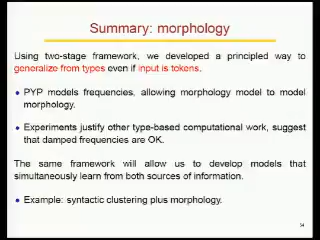 Summary: morphology
Using two-stage framework, we developed a principled way to
generalize from types even if input is tokens.
• PYP models frequencies, allowing morphology model to model
morphology.
• Experiments justify other type-based computational work, suggest
that damped frequencies are OK.
The same framework will allow us to develop models that
simultaneously learn from both sources of information.
• Example: syntactic clustering plus morphology.
34